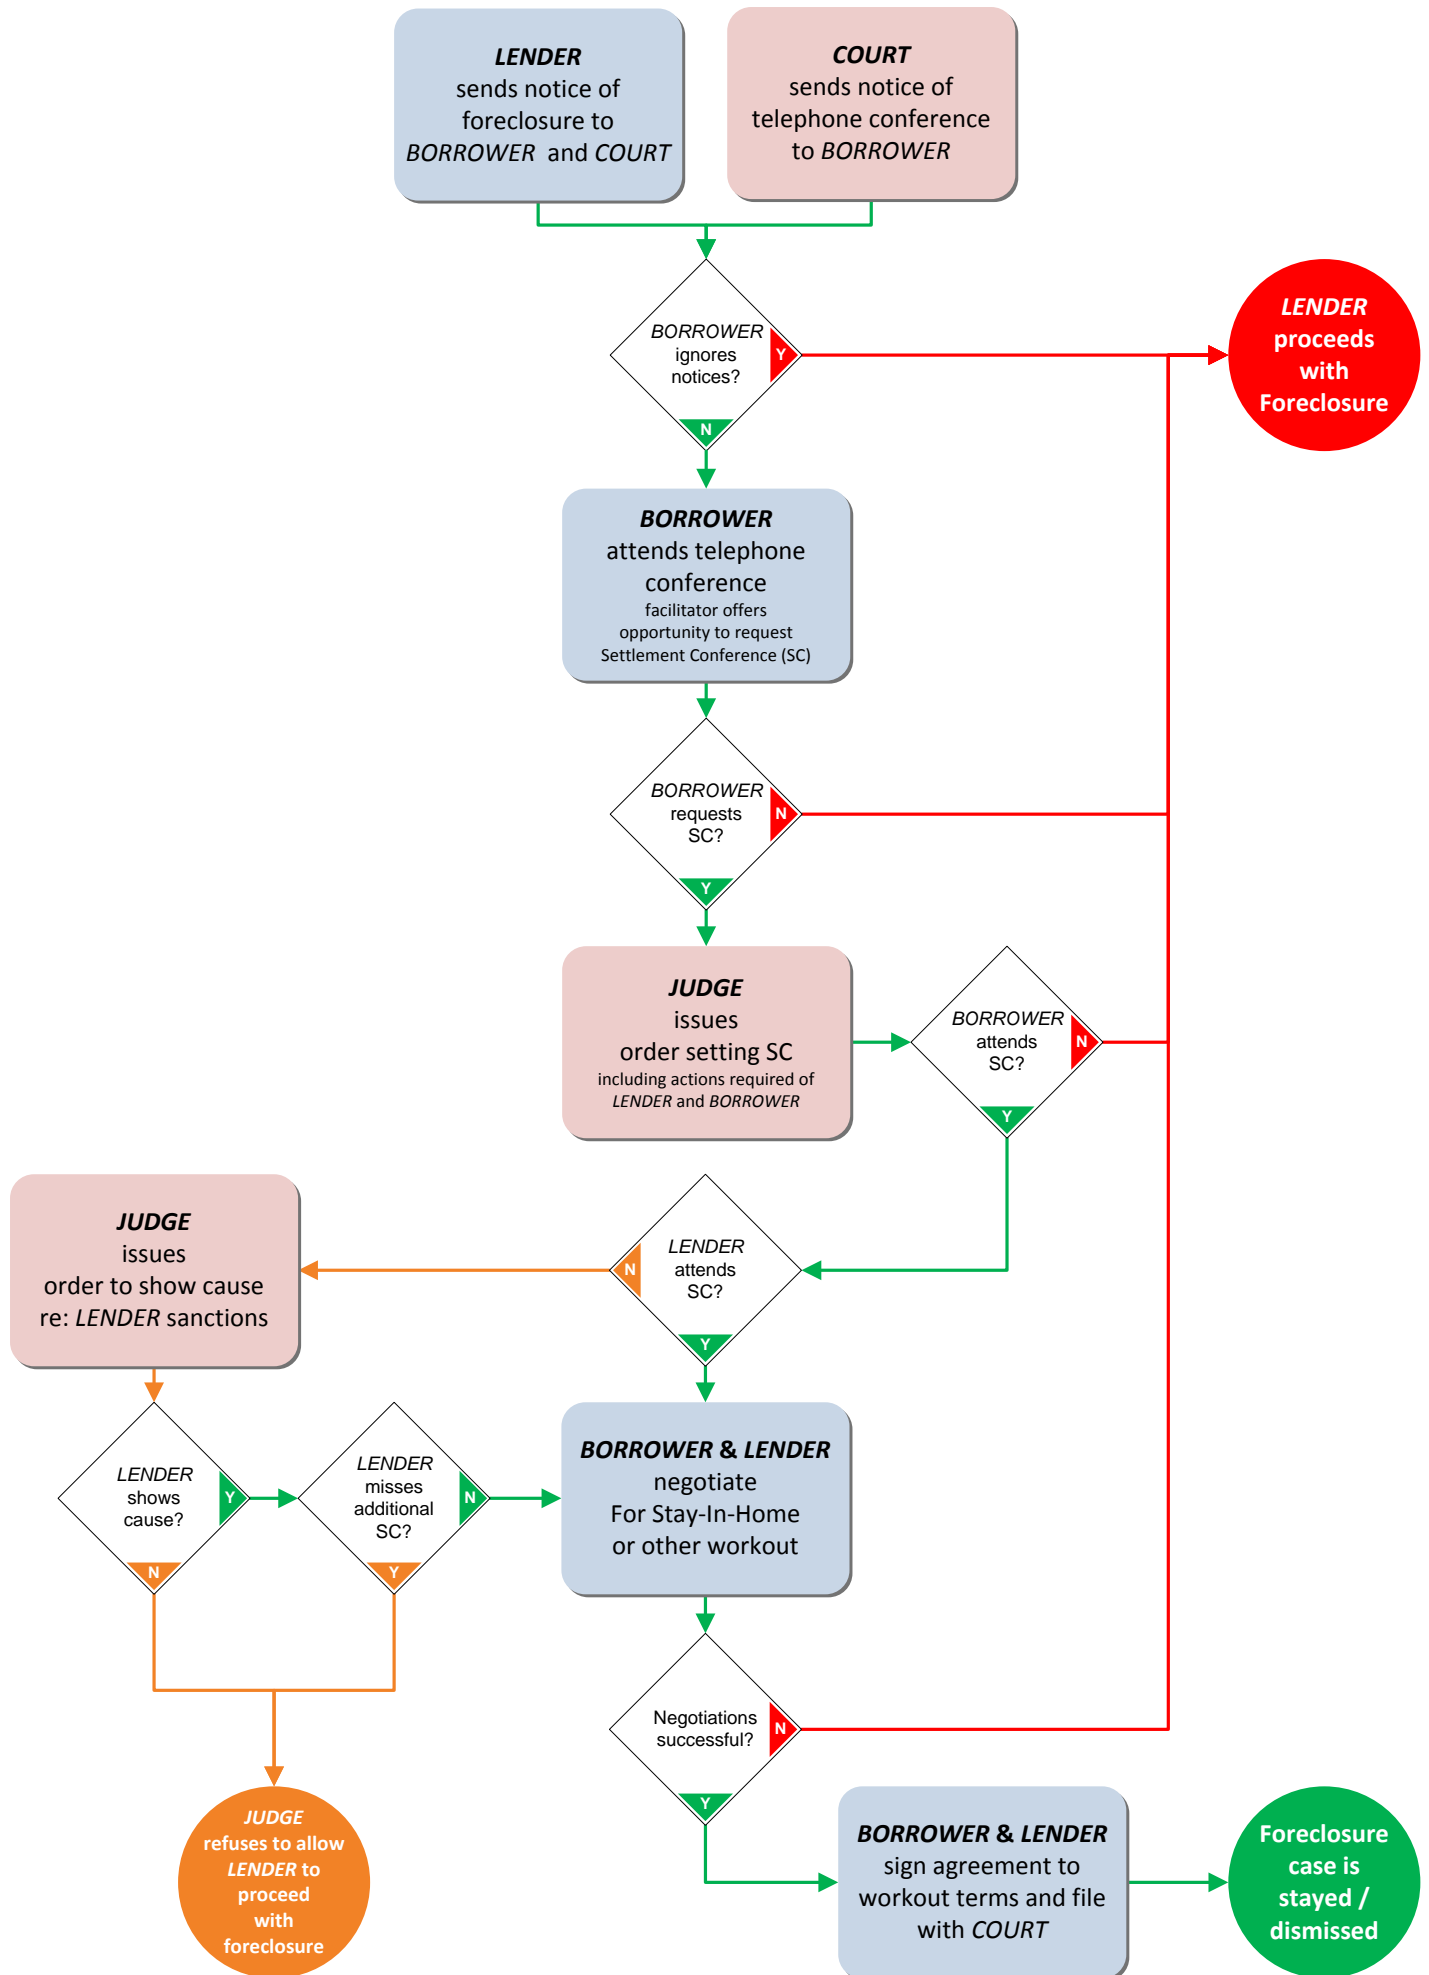 LENDER
sends notice of
foreclosure to
BORROWER and COURT
COURT
sends notice of
telephone conference
to BORROWER
BORROWER
ignores
notices?
Y
N
LENDER
proceeds
with
Foreclosure
BORROWER
attends telephone
conference
facilitator offers
opportunity to request
Settlement Conference (SC)
BORROWER
requests
SC?
N
Y
JUDGE
issues
order setting SC
including actions required of
LENDER and BORROWER
BORROWER
attends
SC?
N
Y
JUDGE
issues
order to show cause
re: LENDER sanctions
LENDER
attends
SC?
N
Y
LENDER
shows
cause?
Y
N
LENDER
misses
additional
SC?
N
Y
BORROWER & LENDER
negotiate
For Stay-In-Home
or other workout
Negotiations
successful?
N
Y
JUDGE
refuses to allow
LENDER to
proceed
with
foreclosure
BORROWER & LENDER
sign agreement to
workout terms and file
with COURT
Foreclosure
case is
stayed /
dismissed